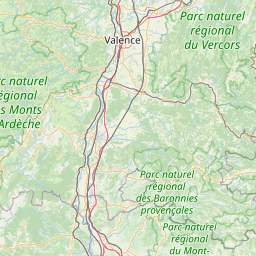 Parc naturel
régional
du Vercors
Valence
Parc naturel
régional
es Monts
Ardèche
Parc naturel
régional
des Baronnies
provençales
Parc naturel
régional
du Mont-